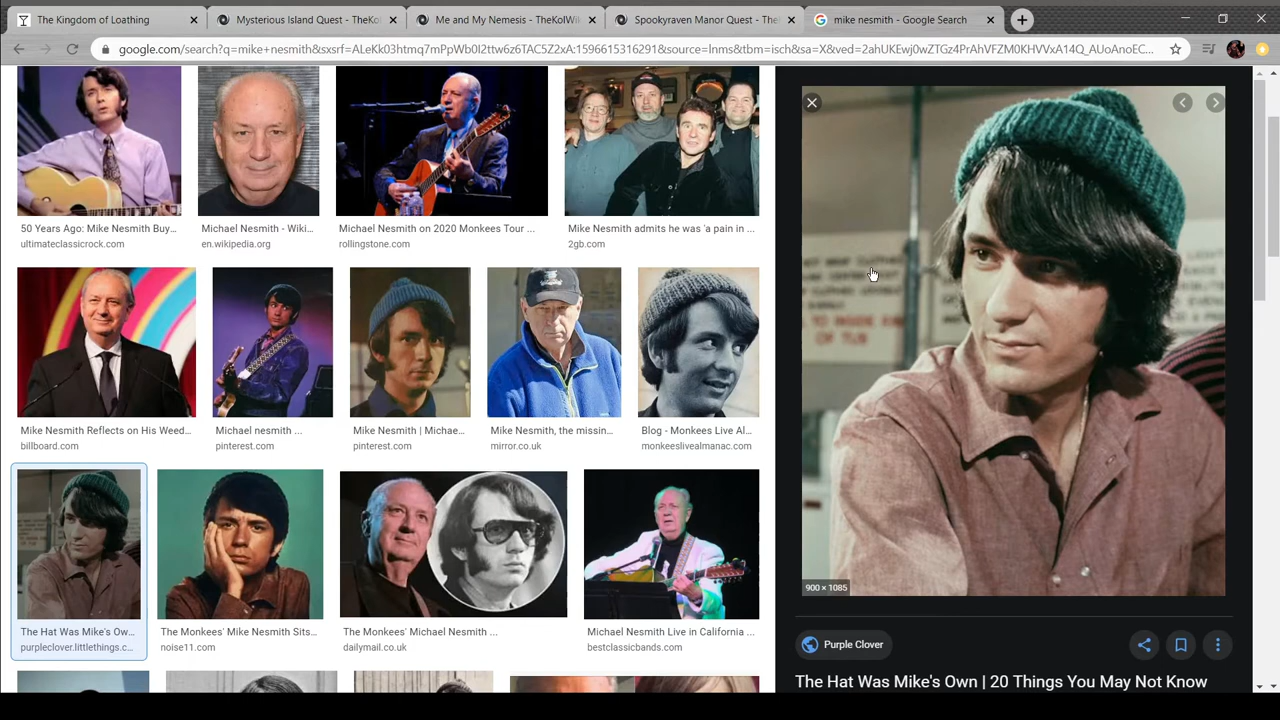 The Kingdom of Loathing
Mysterious Island Quest - TheKol
Me and My Nemesis - TheKolWik
Spookyraven Manor Quest - The
mike nesmith - Google Search
google.com/search?q=mike+nesmith&sxsrf=ALeKk03htmq7mPpWb0I2ttw6z6TAC5Z2xA:1596615316291&source=lnms&tbm=isch&sa=X&ved=2ahUKEwj0wZTGz4PrAhVFZM0KHVVxA14Q_AUoAnoEC...
50 Years Ago: Mike Nesmith Buy...
ultimateclassicrock.com
Michael Nesmith - Wiki...
en.wikipedia.org
Michael Nesmith on 2020 Monkees Tour ...
rollingstone.com
Mike Nesmith admits he was 'a pain in ...
2gb.com
Mike Nesmith Reflects on His Weed...
billboard.com
Michael nesmith ...
pinterest.com
Mike Nesmith | Michae...
pinterest.com
Mike Nesmith, the missin...
mirror.co.uk
Blog - Monkees Live Al...
monkeeslivealmanac.com
The Hat Was Mike's Ow...
purpleclover.littlethings.c...
The Monkees' Mike Nesmith Sits...
noise11.com
The Monkees' Michael Nesmith ...
dailymail.co.uk
Michael Nesmith Live in California ...
bestclassicbands.com
900 × 1085
Purple Clover
The Hat Was Mike's Own | 20 Things You May Not Know